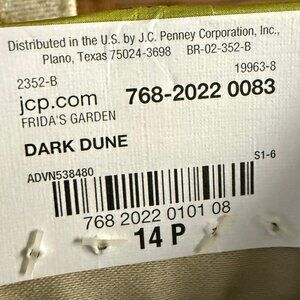 Distributed in the U.S. by J.C. Penney Corporation, Inc.,
Plano, Texas 75024-3698 BR-02-352-B
2352-B 19963-8
jcp.com 768-2022 0083
FRIDA'S GARDEN
DARK DUNE
ADVN538480 S1-6
768 2022 0101 08
14 P